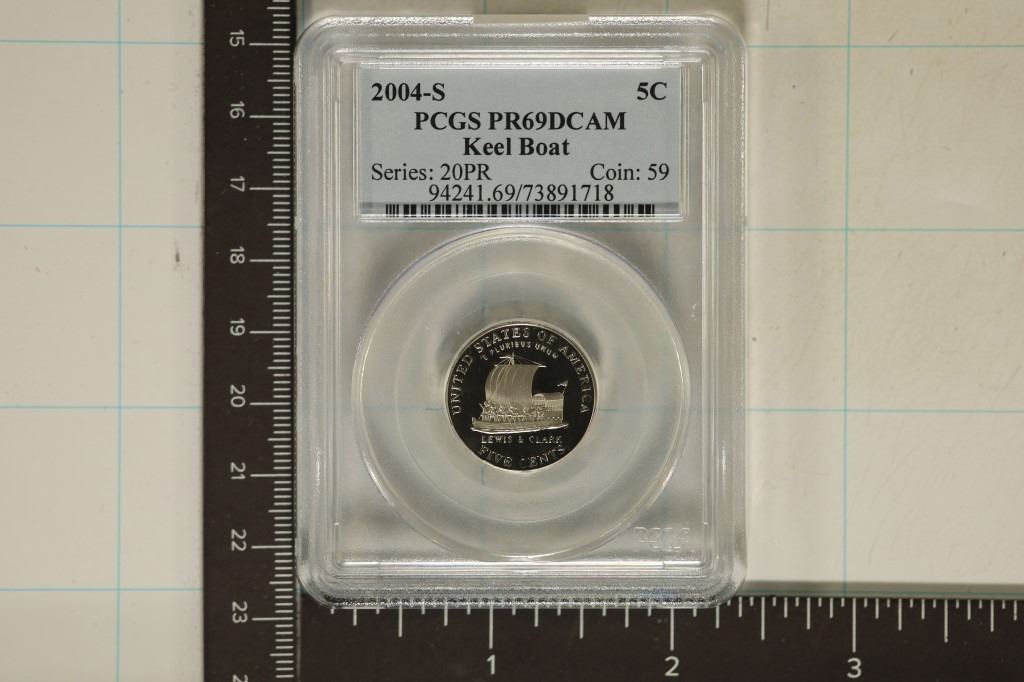 2004-S 5C
PCGS PR69DCAM
Keel Boat
Series: 20PR Coin: 59
94241.69/73891718
UNITED STATES OF AMERICA
E PLURIBUS UNUM
LEWIS & CLARK
FIVE CENTS
PCGS
15
16
17
18
19
20
21
22
23
1 2 3